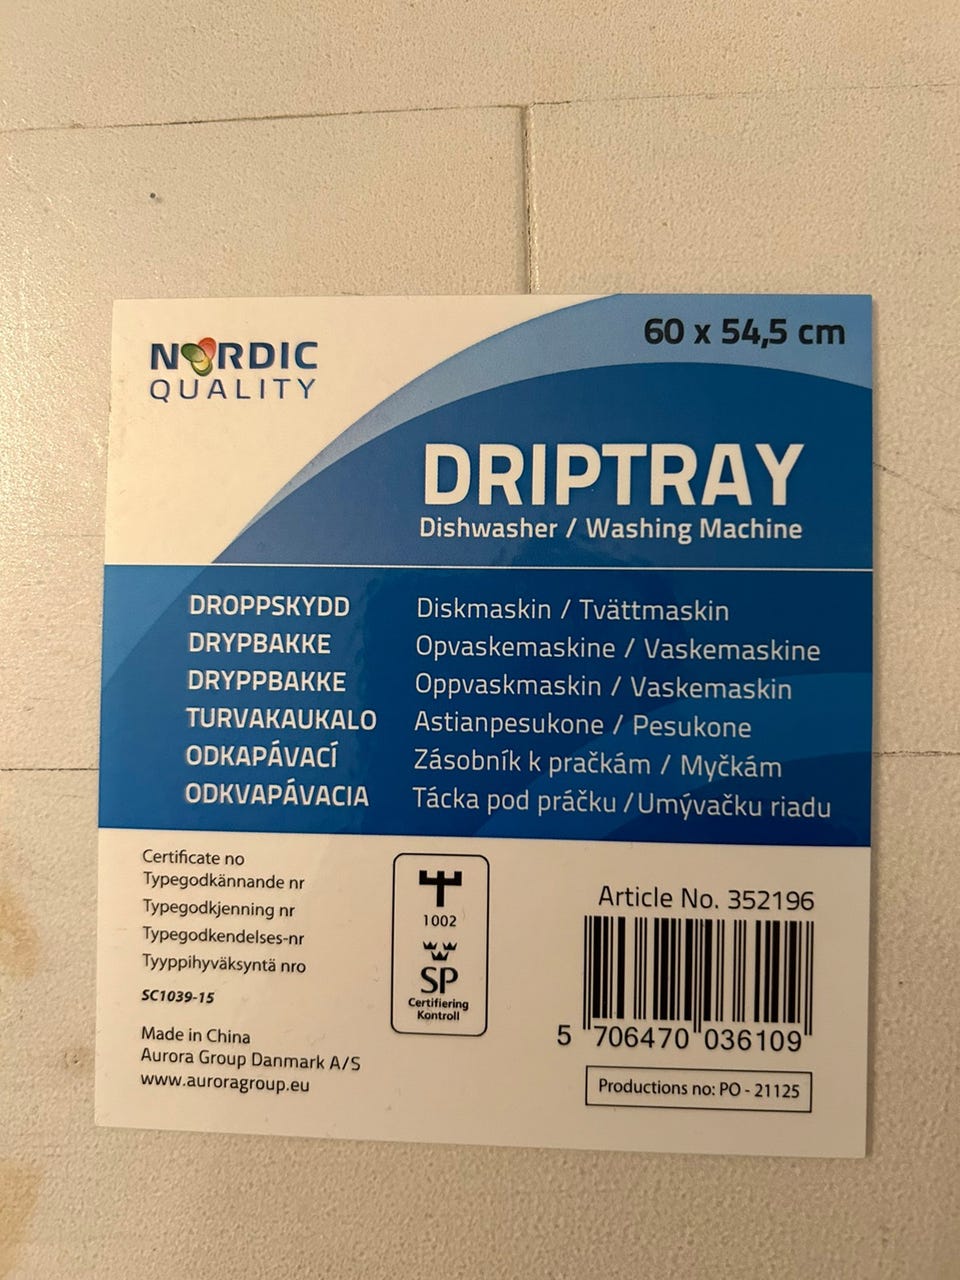 60 x 54,5 cm
NORDIC
QUALITY
DRIPTRAY
Dishwasher / Washing Machine
DROPPSKYDD Diskmaskin / Tvättmaskin
DRYPBAKKE Opvaskemaskine / Vaskemaskine
DRYPPBAKKE Oppvaskmaskin / Vaskemaskin
TURVAKAUKALO Astianpesukone / Pesukone
ODKAPÁVACÍ Zásobník k pračkám / Myčkám
ODKVAPÁVACIA Tácka pod práčku /Umývačku riadu
Certificate no
Typegodkännande nr
Typegodkjenning nr
Typegodkendelses-nr
Tyyppihyväksyntä nro
SC1039-15
Made in China
Aurora Group Danmark A/S
www.auroragroup.eu
1002
SP
Certifiering
Kontroll
Article No. 352196
5 706470 036109
Productions no: PO - 21125